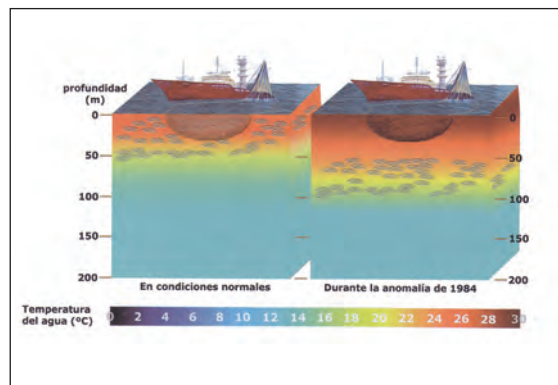 profundidad
(m)
0
50
100
150
200
0
50
100
150
200
En condiciones normales
Durante la anomalía de 1984
Temperatura
del agua (ºC)
0 2 4 6 8 10 12 14 16 18 20 22 24 26 28 30